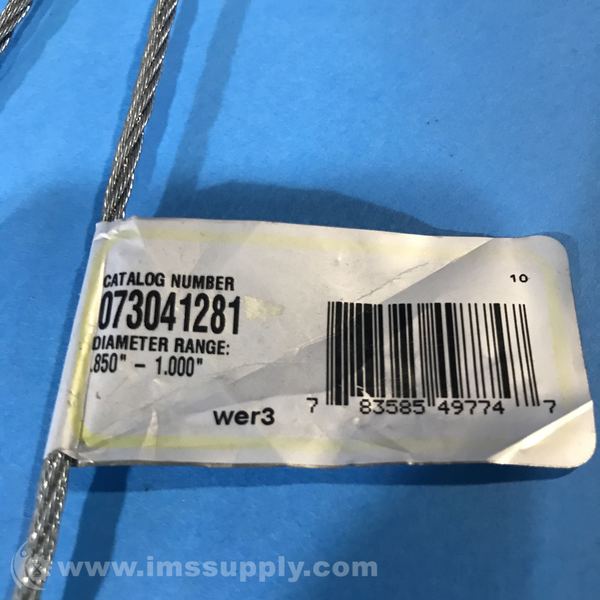 CATALOG NUMBER
073041281
DIAMETER RANGE:
.850" – 1.000"
wer3
10
7 83585 49774 7
www.imssupply.com